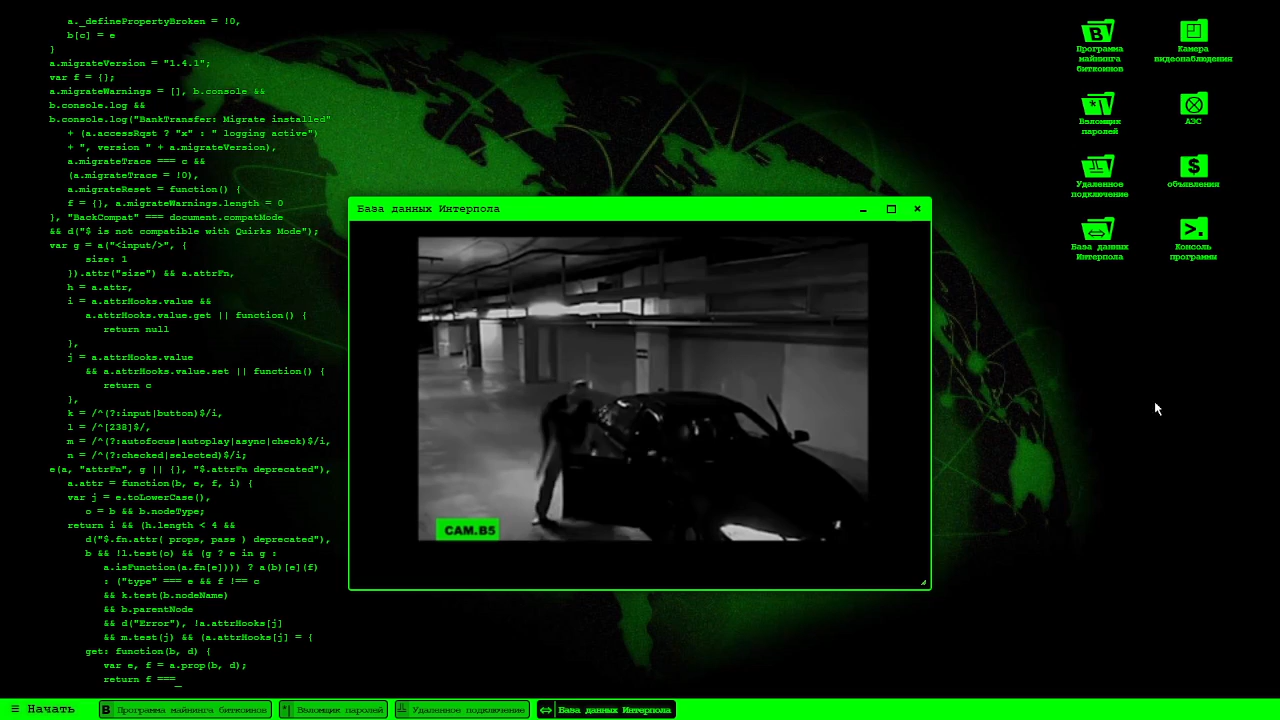 a._definePropertyBroken = !0,
b[c] = e
}
a.migrateVersion = "1.4.1";
var f = {};
a.migrateWarnings = [], b.console &&
b.console.log &&
b.console.log("BankTransfer: Migrate installed"
+ (a.accessRqst ? "x" : " logging active")
+ ", version " + a.migrateVersion),
a.migrateTrace === c &&
(a.migrateTrace = !0),
a.migrateReset = function() {
f = {}, a.migrateWarnings.length = 0
}, "BackCompat" === document.compatMode
&& d("$ is not compatible with Quirks Mode");
var g = a("<input/>", {
size: 1
}).attr("size") && a.attrFn,
h = a.attr,
i = a.attrHooks.value &&
a.attrHooks.value.get || function() {
return null
},
j = a.attrHooks.value
&& a.attrHooks.value.set || function() {
return c
},
k = /^(?:input|button)$/i,
l = /^[238]$/,
m = /^(?:autofocus|autoplay|async|check)$/i,
n = /^(?:checked|selected)$/i;
e(a, "attrFn", g || {}, "$.attrFn deprecated"),
a.attr = function(b, e, f, i) {
var j = e.toLowerCase(),
o = b && b.nodeType;
return i && (h.length < 4 &&
d("$.fn.attr( props, pass ) deprecated"),
b && !l.test(o) && (g ? e in g :
a.isFunction(a.fn[e]))) ? a(b)[e](f)
: ("type" === e && f !== c
&& k.test(b.nodeName)
&& b.parentNode
&& d("Error"), !a.attrHooks[j]
&& m.test(j) && (a.attrHooks[j] = {
get: function(b, d) {
var e, f = a.prop(b, d);
return f ===_
База данных Интерпола
CAM.B5
Программа
майнинга
биткоинов
Камера
видеонаблюдения
Взломщик
паролей
АЭС
Удаленное
подключение
объявления
База данных
Интерпола
Консоль
программ
≡ Начать
Программа майнинга биткоинов
Взломщик паролей
Удаленное подключение
База данных Интерпола